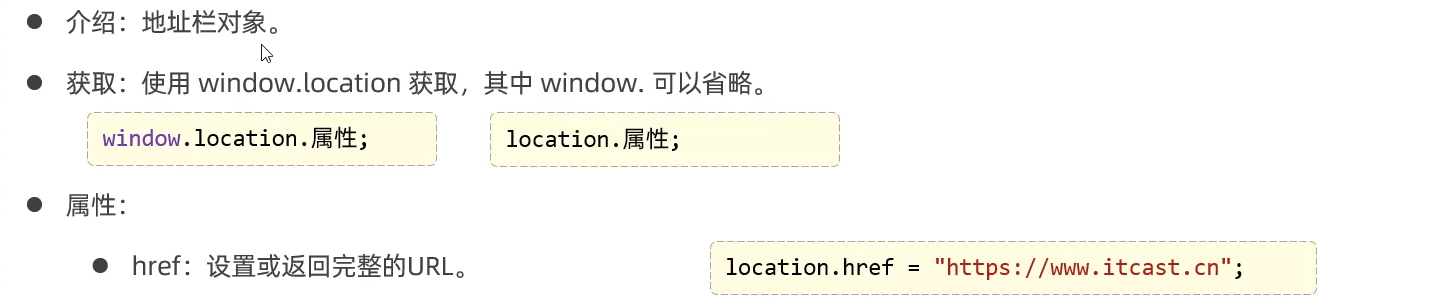 介绍：地址栏对象。
获取：使用 window.location 获取，其中 window. 可以省略。
window.location.属性; location.属性;
属性：
href：设置或返回完整的URL。 location.href = "https://www.itcast.cn";